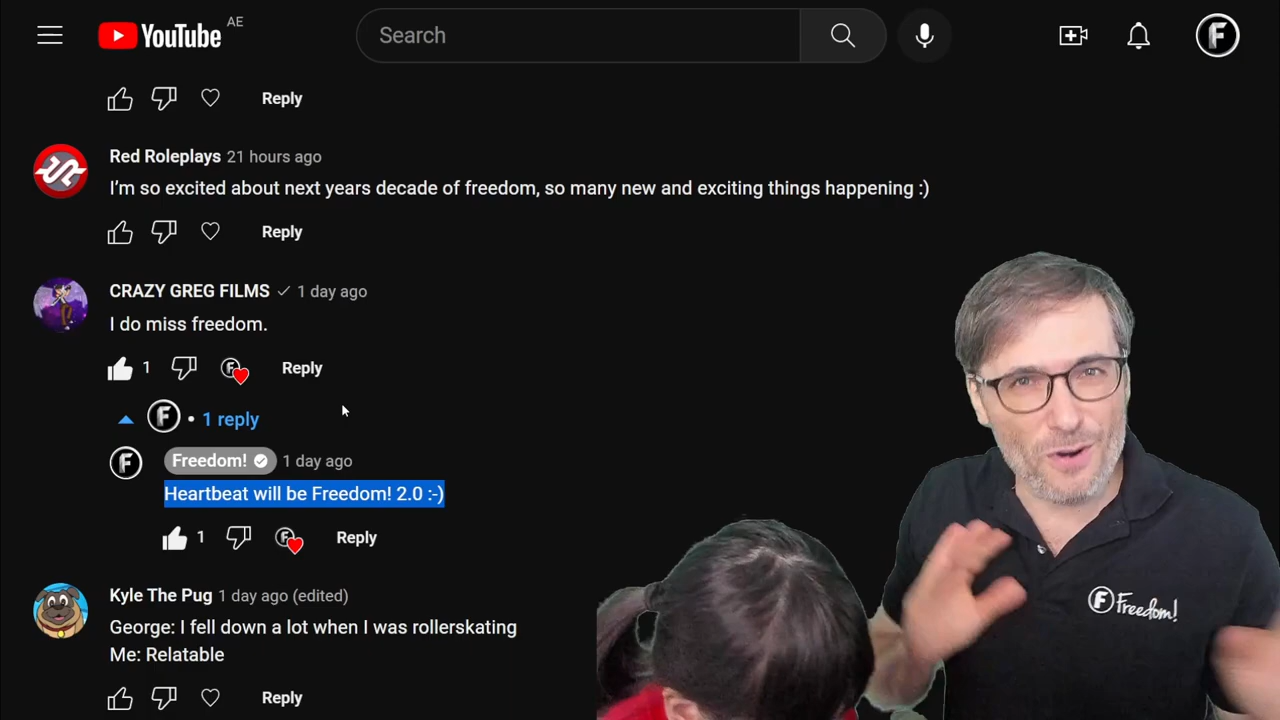 YouTube AE
Search
F
Reply
Red Roleplays 21 hours ago
I'm so excited about next years decade of freedom, so many new and exciting things happening :)
Reply
CRAZY GREG FILMS 1 day ago
I do miss freedom.
1 F Reply
F • 1 reply
F Freedom! 1 day ago
Heartbeat will be Freedom! 2.0 :-)
1 F Reply
F Freedom!
Kyle The Pug 1 day ago (edited)
George: I fell down a lot when I was rollerskating
Me: Relatable
Reply